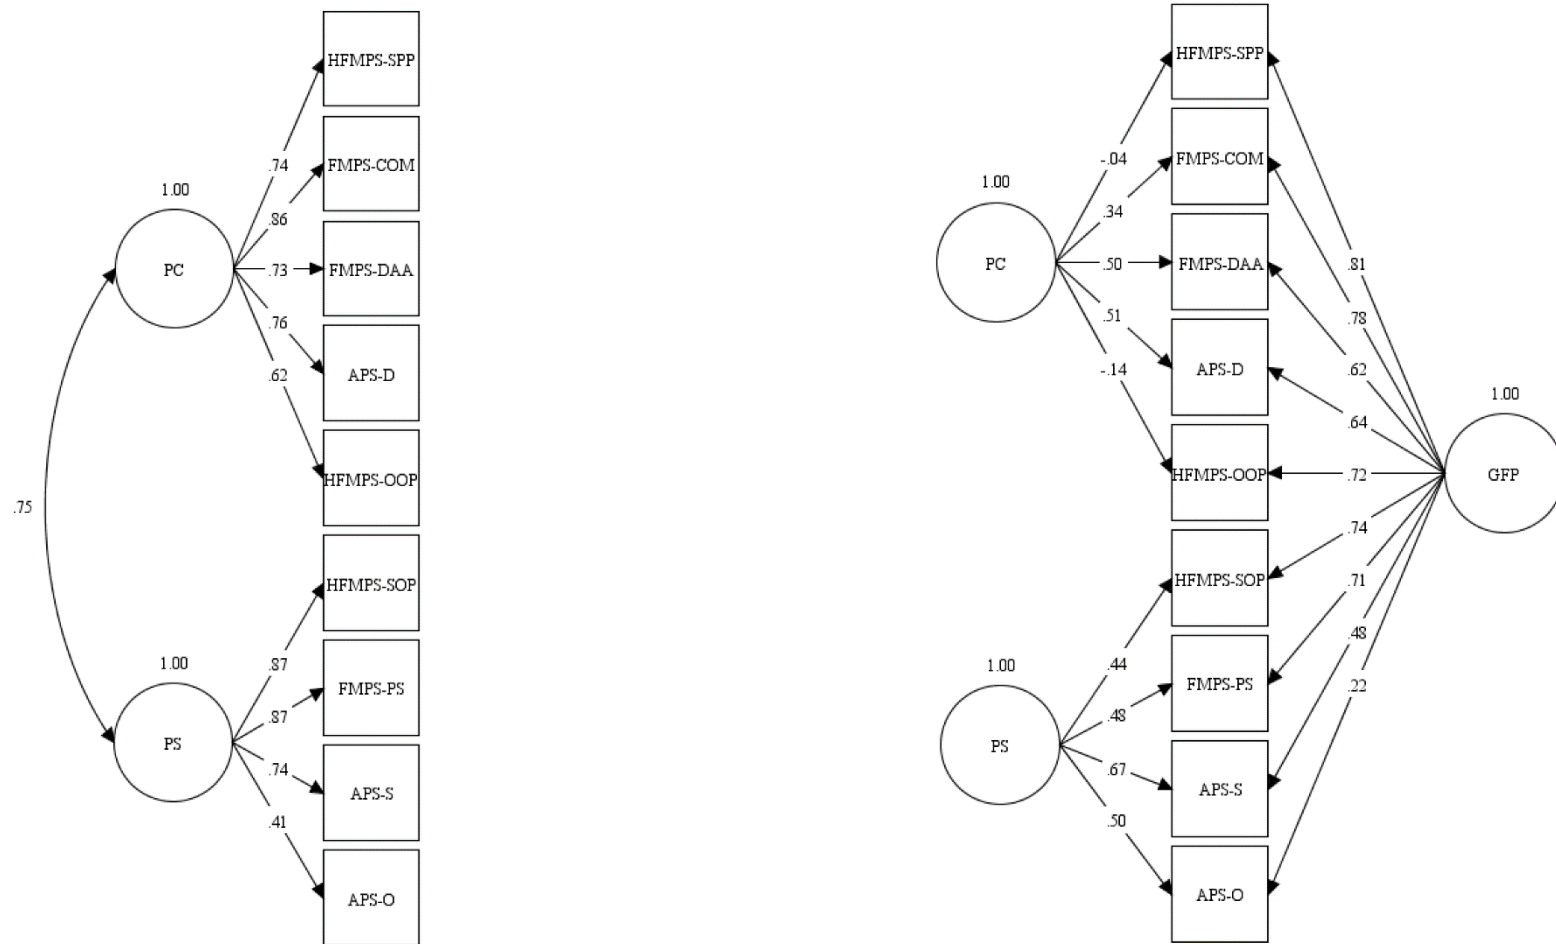 HFMPS-SPP
.74
FMPS-COM
1.00
.86
PC
.73
FMPS-DAA
.76
APS-D
.62
HFMPS-OOP
.75
HFMPS-SOP
1.00
.87
FMPS-PS
.87
PS
.74
APS-S
.41
APS-O
HFMPS-SPP
-.04
FMPS-COM
1.00
.34
PC
.50
FMPS-DAA
.51
APS-D
-.14
HFMPS-OOP
HFMPS-SOP
1.00
.44
FMPS-PS
.48
PS
.67
APS-S
.50
APS-O
.81
.78
.62
.64
1.00
.72
GFP
.74
.71
.48
.22